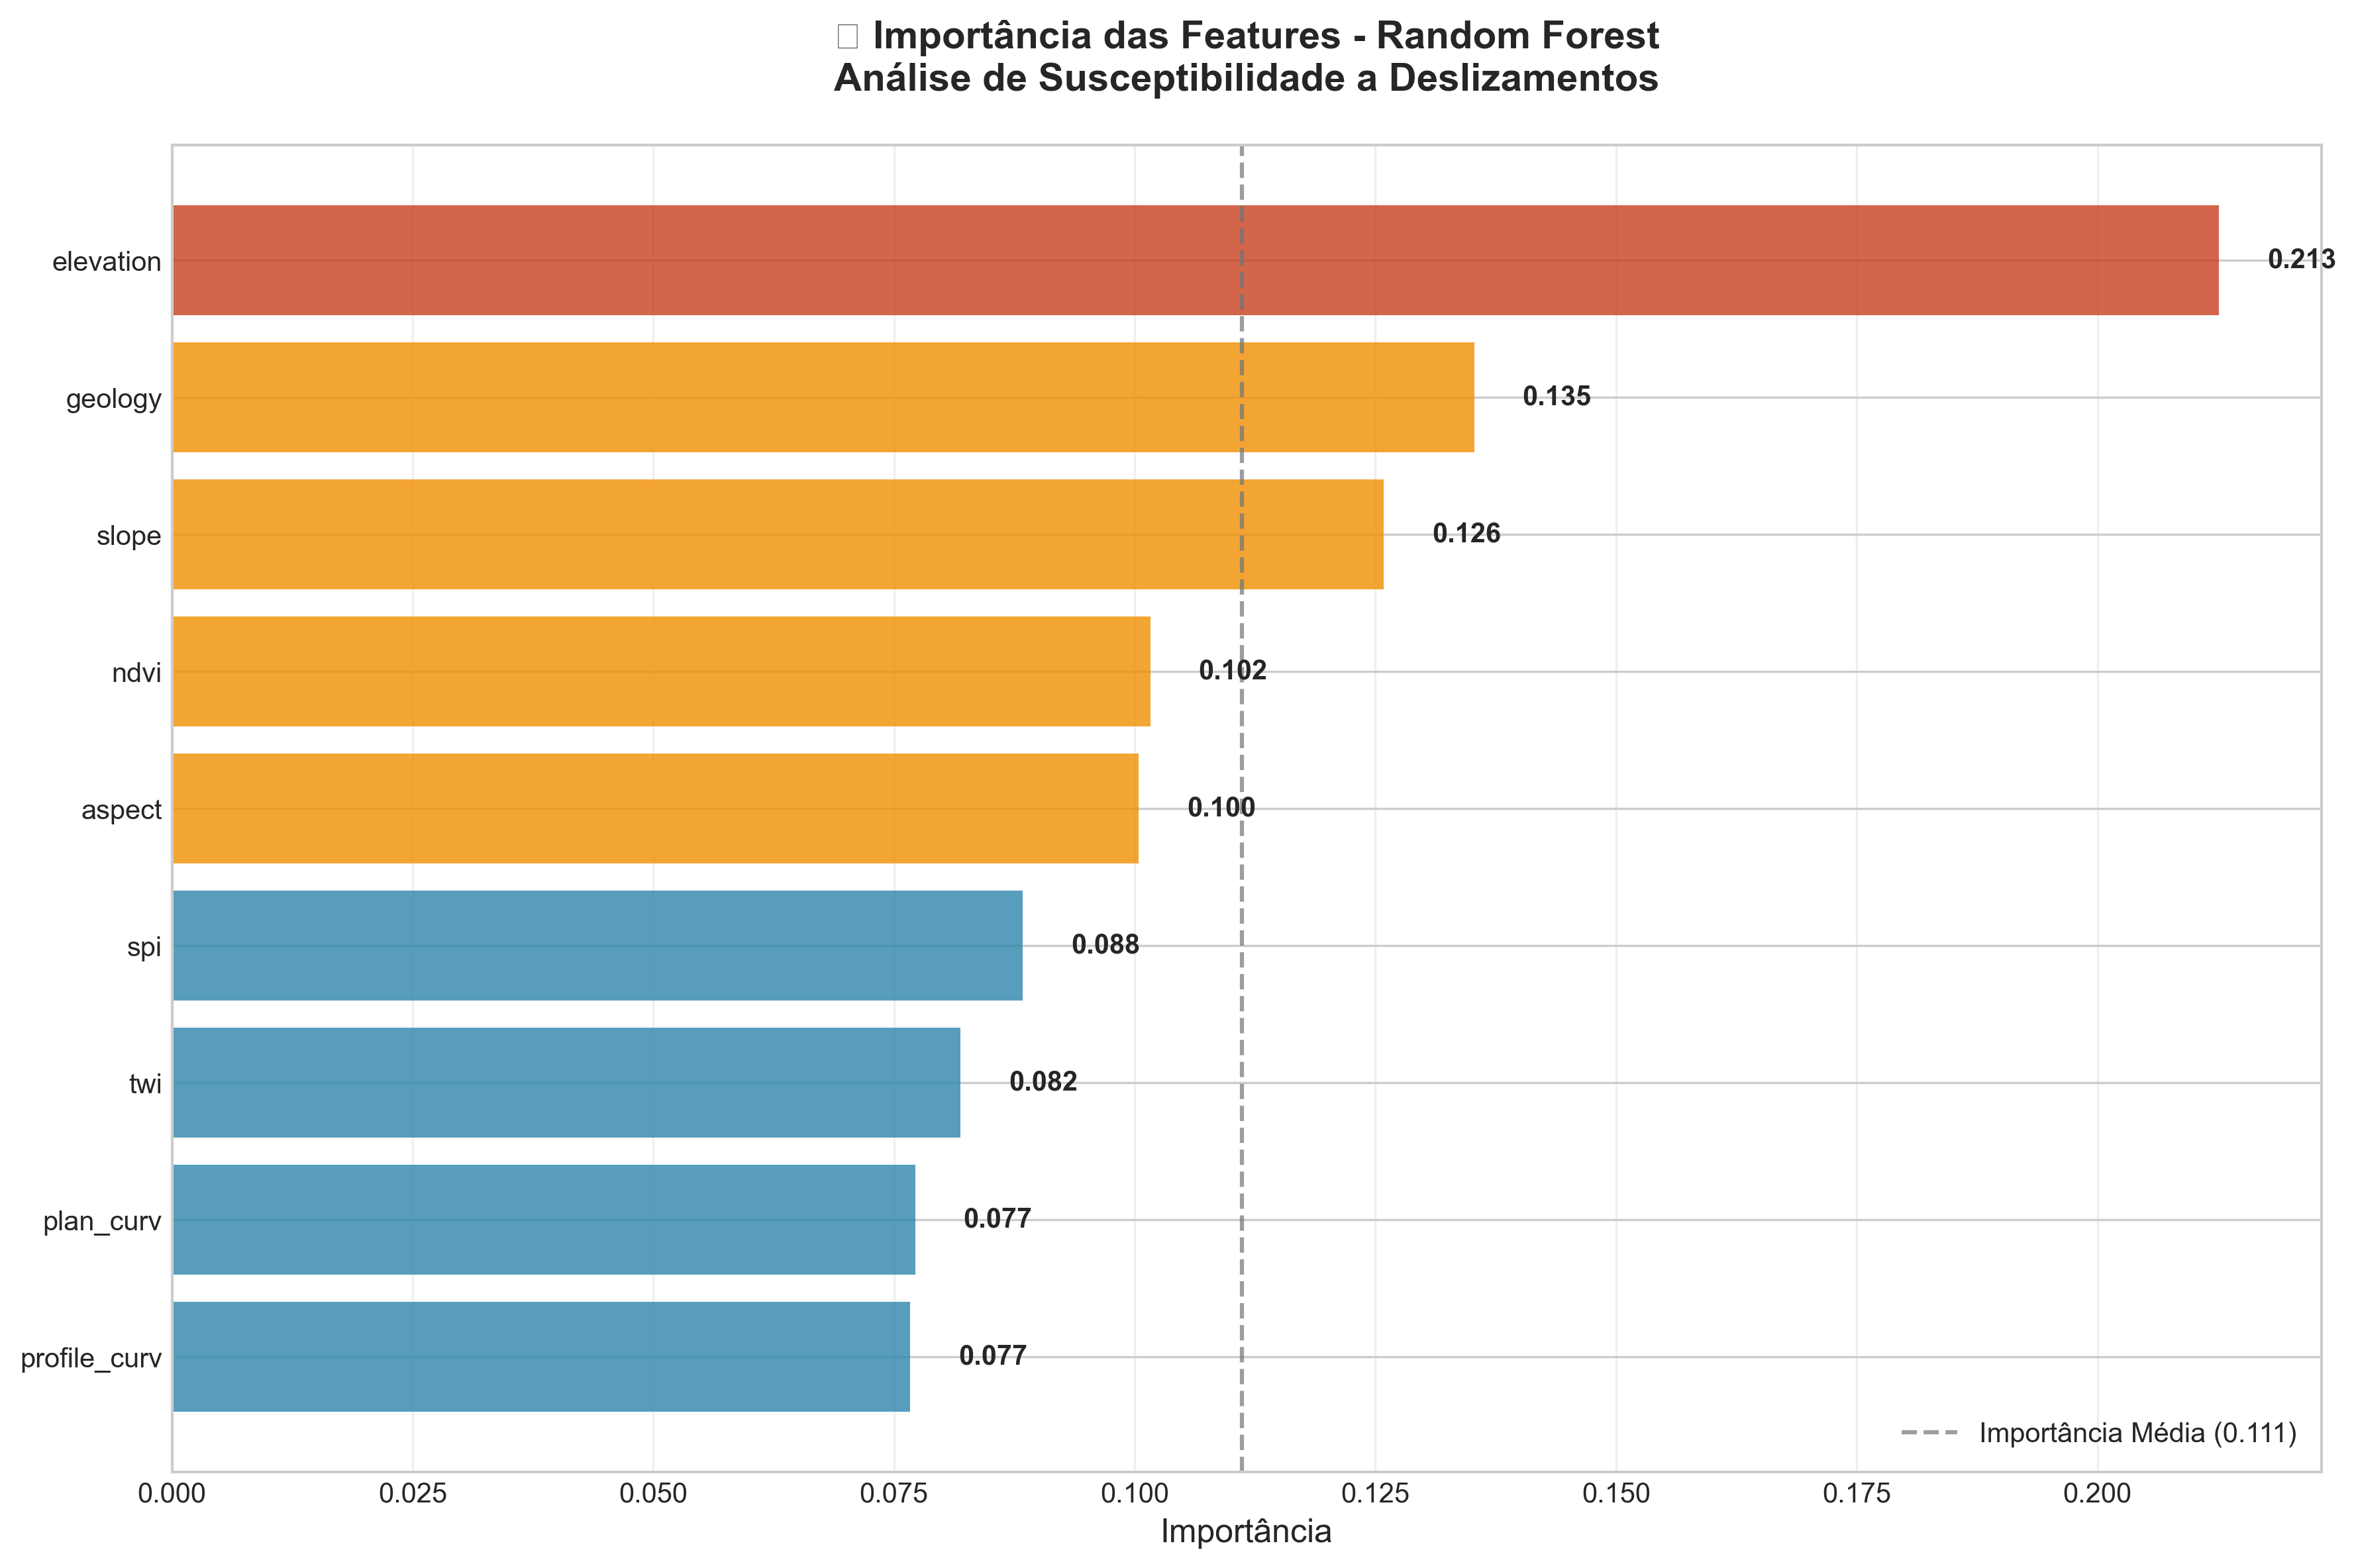 Importância das Features - Random Forest
Análise de Susceptibilidade a Deslizamentos
elevation 0.213
geology 0.135
slope 0.126
ndvi 0.102
aspect 0.100
spi 0.088
twi 0.082
plan_curv 0.077
profile_curv 0.077
Importância Média (0.111)
0.000 0.025 0.050 0.075 0.100 0.125 0.150 0.175 0.200
Importância